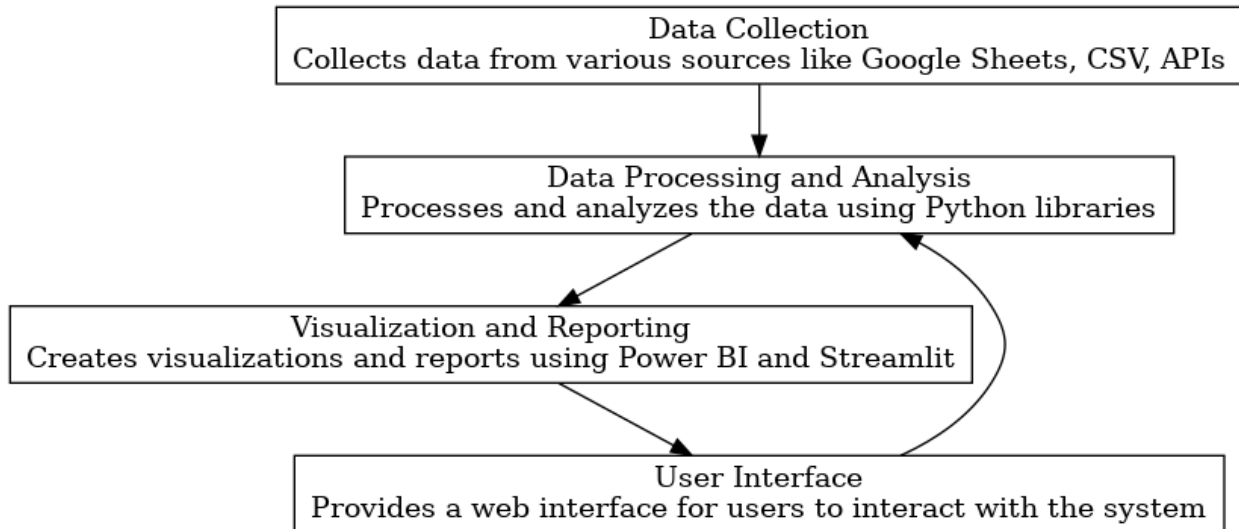 Data Collection
Collects data from various sources like Google Sheets, CSV, APIs
Data Processing and Analysis
Processes and analyzes the data using Python libraries
Visualization and Reporting
Creates visualizations and reports using Power BI and Streamlit
User Interface
Provides a web interface for users to interact with the system